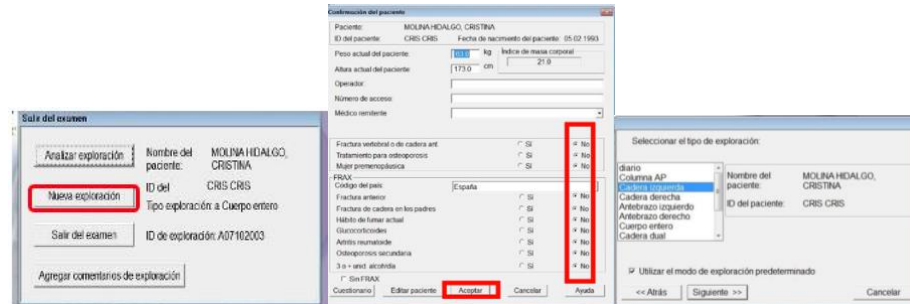 Salir del examen
Analizar exploración
Nombre del paciente:
MOLINA HIDALGO, CRISTINA
Nueva exploración
ID del
CRIS CRIS
Tipo exploración: a Cuerpo entero
Salir del examen
ID de exploración: A07102003
Agregar comentarios de exploración
Confirmación del paciente
Paciente: MOLINA HIDALGO, CRISTINA
ID del paciente: CRIS CRIS Fecha de nacimiento del paciente: 05.02.1993
Peso actual del paciente: kg
Índice de masa corporal
21.0
Altura actual del paciente 173.0 cm
Operador:
Número de acceso:
Médico remitente
Fractura vertebral o de cadera ant. Sí No
Tratamiento para osteoporosis Sí No
Mujer premenopáusica Sí No
FRAX
Código del país: España
Fractura anterior Sí No
Fractura de cadera en los padres Sí No
Hábito de fumar actual Sí No
Glucocorticoides Sí No
Artritis reumatoide Sí No
Osteoporosis secundaria Sí No
3 o + unid. alcohol/día Sí No
Sin FRAX
Cuestionario Editar paciente Aceptar Cancelar Ayuda
Seleccionar el tipo de exploración:
diario
Columna AP
Cadera izquierda
Cadera derecha
Antebrazo izquierdo
Antebrazo derecho
Cuerpo entero
Cadera dual
Nombre del paciente:
MOLINA HIDALGO, CRISTINA
ID del paciente: CRIS CRIS
Utilizar el modo de exploración predeterminado
<< Atrás Siguiente >> Cancelar